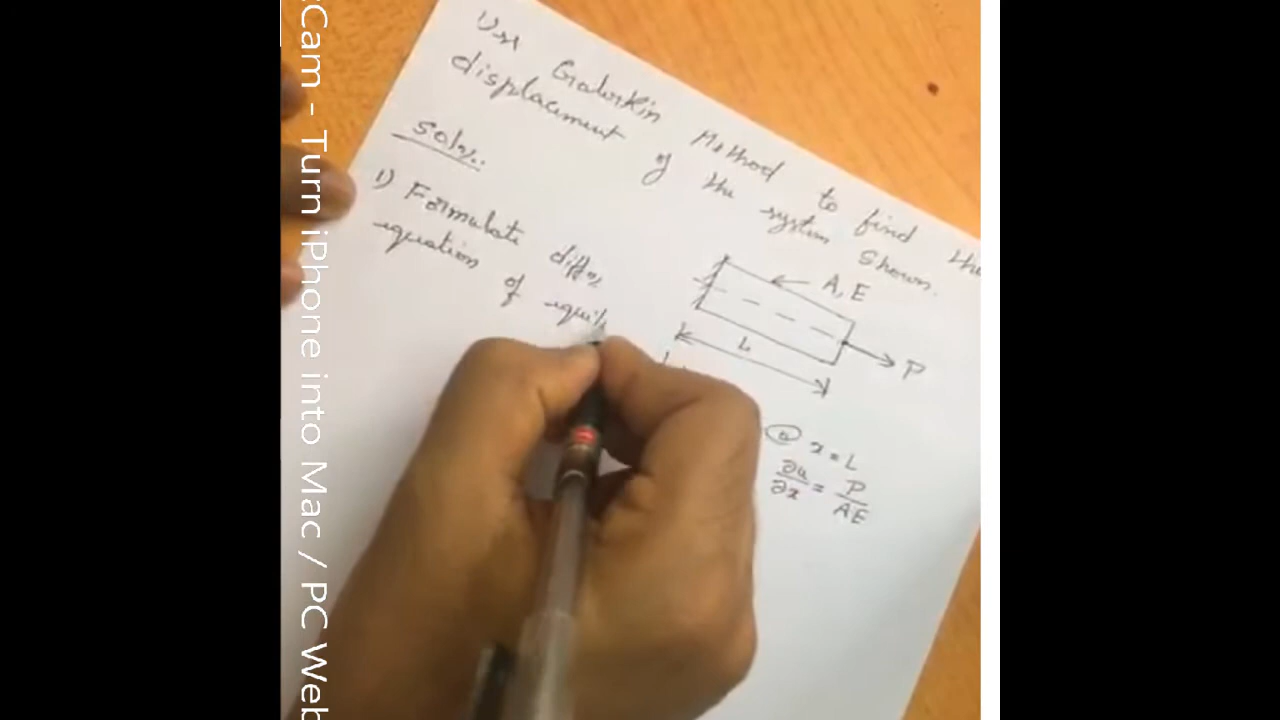 Use Galerkin Method to find the
displacement of the system shown.
Soln:
1) Formulate diffn
equation of equil
A, E
L
P
@ x = L
∂u/∂x = P/AE
cCam - Turn iPhone into Mac / PC Web